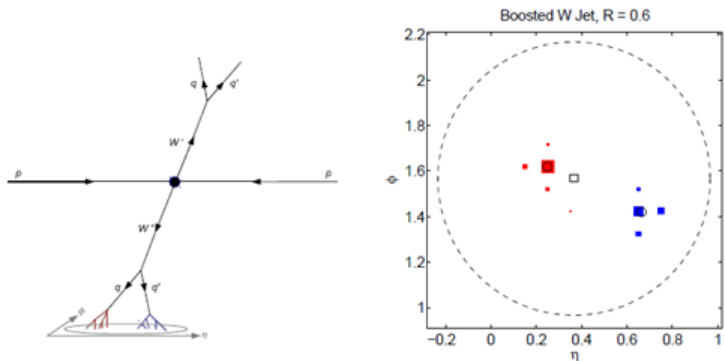 Boosted W Jet, R = 0.6
q q'
p p
q q'
η
2.2
2
1.8
1.6
1.4
1.2
1
ϕ
−0.2 0 0.2 0.4 0.6 0.8 1
η